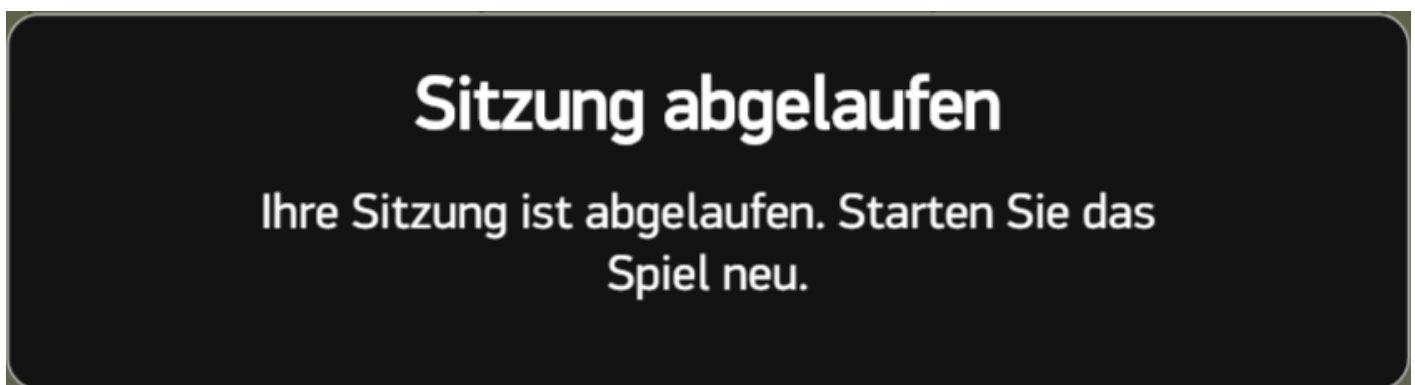 Sitzung abgelaufen
Ihre Sitzung ist abgelaufen. Starten Sie das
Spiel neu.